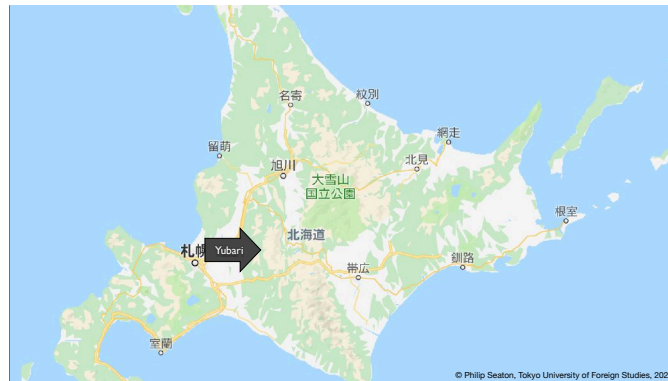 名寄
紋別
網走
留萌
北見
旭川
大雪山
国立公園
根室
北海道
札幌
Yubari
釧路
帯広
室蘭
© Philip Seaton, Tokyo University of Foreign Studies, 202